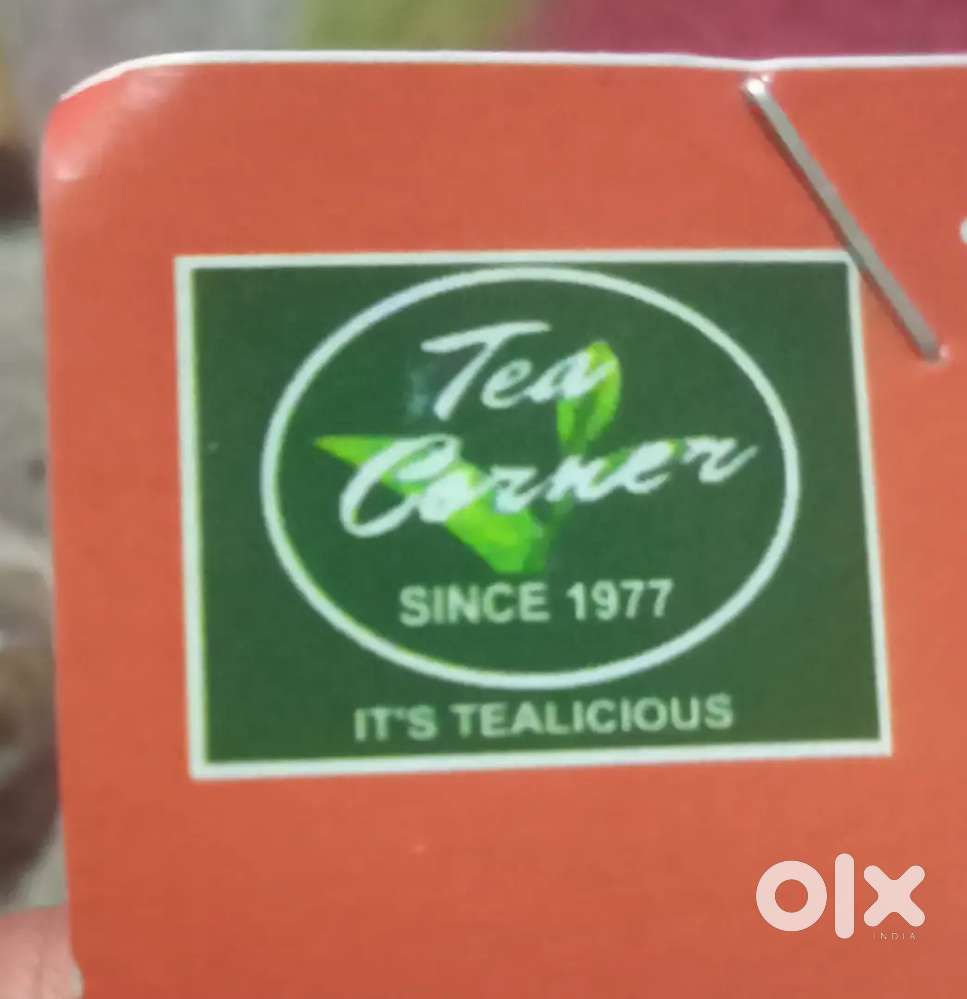 Tea
Corner
SINCE 1977
IT'S TEALICIOUS
OLX
INDIA